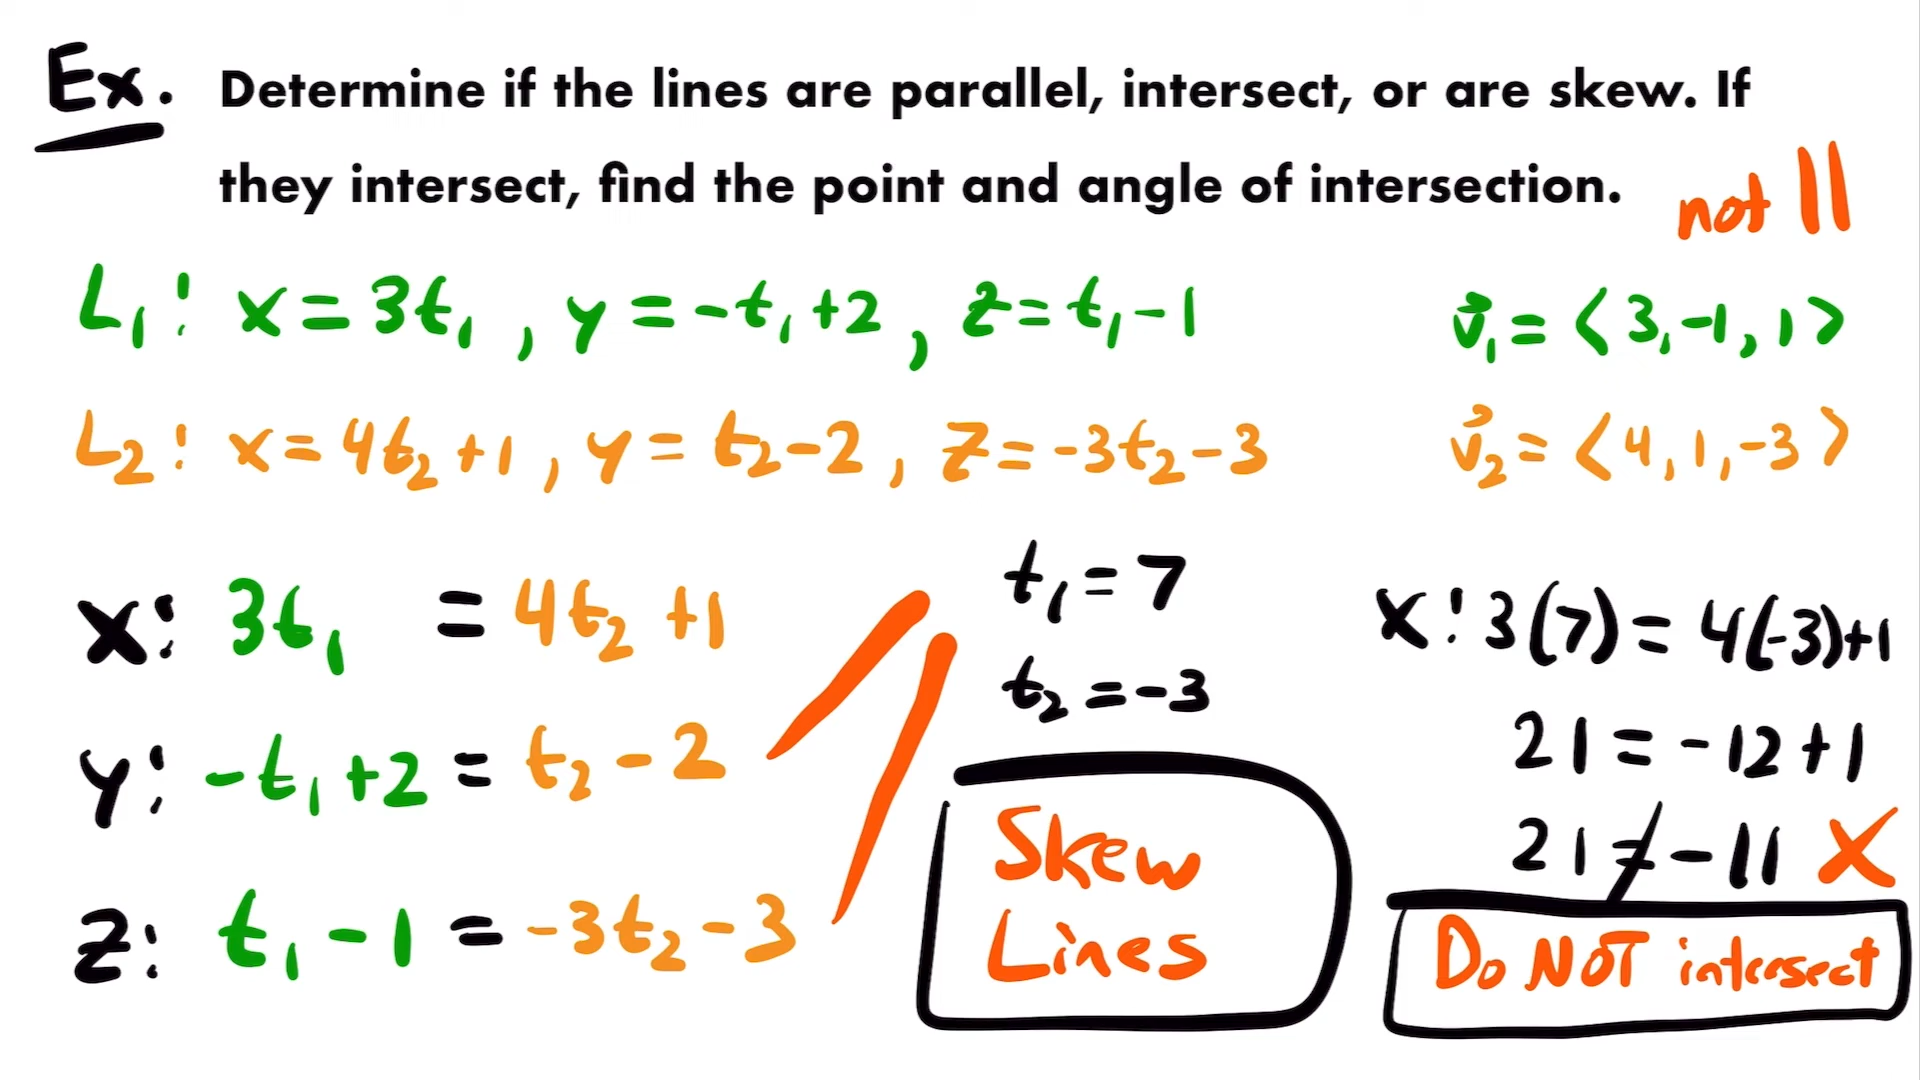 Ex. Determine if the lines are parallel, intersect, or are skew. If
they intersect, find the point and angle of intersection.
not ||
L₁: x = 3t₁, y = -t₁+2, z = t₁-1
v⃗₁ = ⟨3,-1,1⟩
L₂: x = 4t₂+1, y = t₂-2, z = -3t₂-3
v⃗₂ = ⟨4,1,-3⟩
x: 3t₁ = 4t₂+1
y: -t₁+2 = t₂-2
z: t₁-1 = -3t₂-3
t₁ = 7
t₂ = -3
Skew
Lines
x: 3(7) = 4(-3)+1
21 = -12+1
21 ≠ -11 X
Do NOT intersect